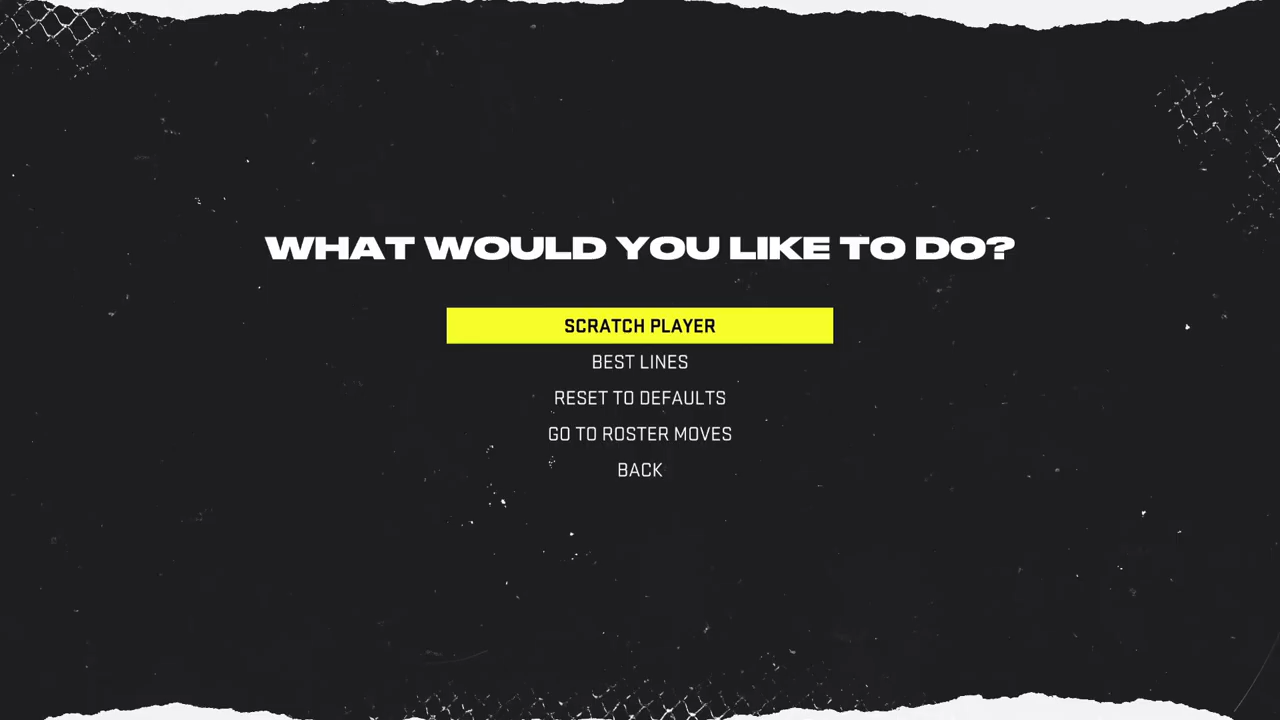 WHAT WOULD YOU LIKE TO DO?
SCRATCH PLAYER
BEST LINES
RESET TO DEFAULTS
GO TO ROSTER MOVES
BACK